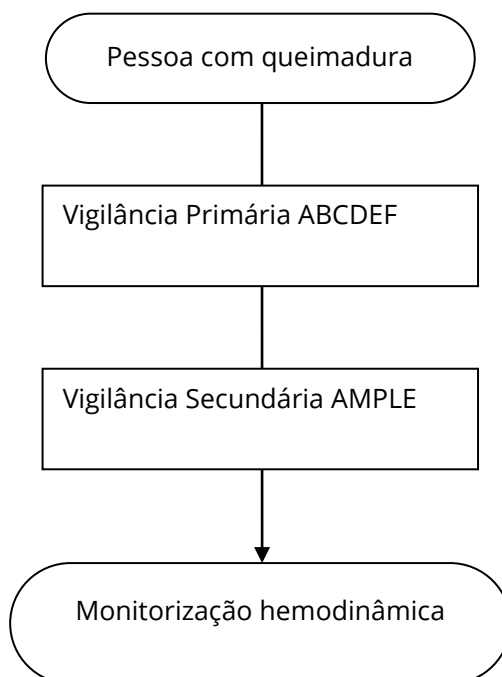 Pessoa com queimadura
Vigilância Primária ABCDEF
Vigilância Secundária AMPLE
Monitorização hemodinâmica